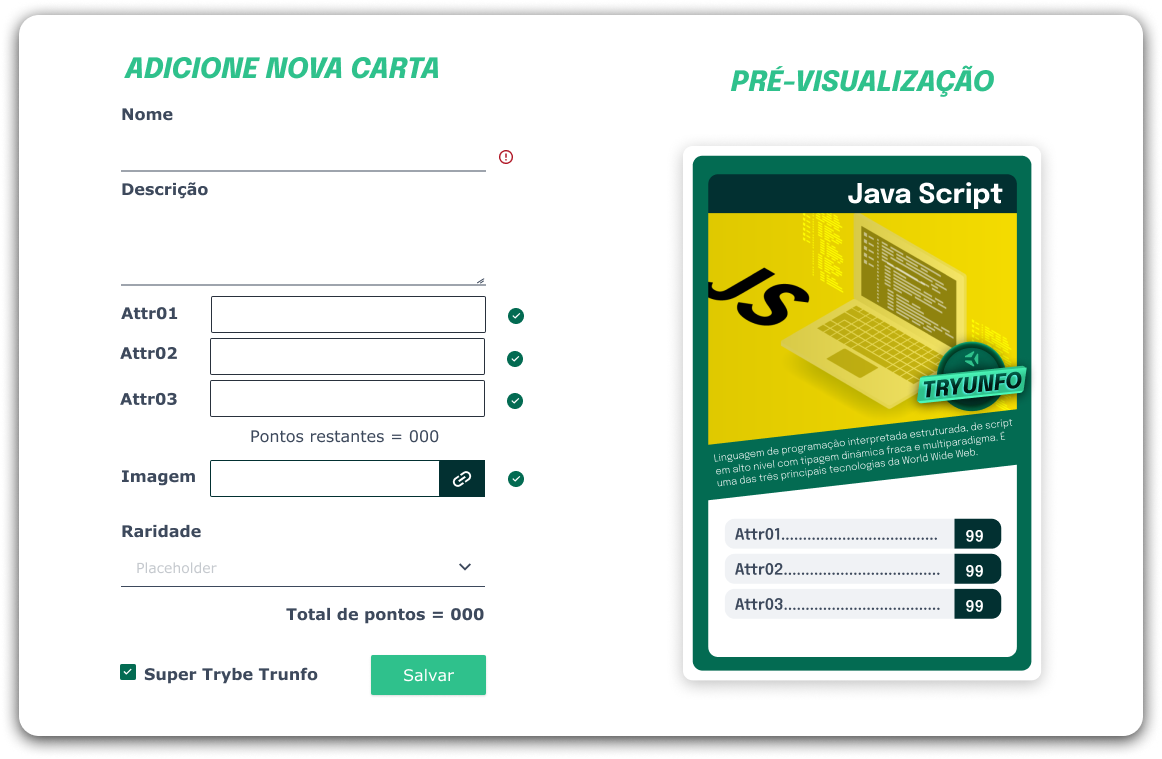 ADICIONE NOVA CARTA
Nome
Descrição
Attr01
Attr02
Attr03
Pontos restantes = 000
Imagem
Raridade
Placeholder
Total de pontos = 000
Super Trybe Trunfo
Salvar
PRÉ-VISUALIZAÇÃO
Java Script
JS
TRYUNFO
Linguagem de programação interpretada estruturada, de script
em alto nível com tipagem dinâmica fraca e multiparadigma. É
uma das três principais tecnologias da World Wide Web.
Attr01.................................... 99
Attr02.................................... 99
Attr03.................................... 99